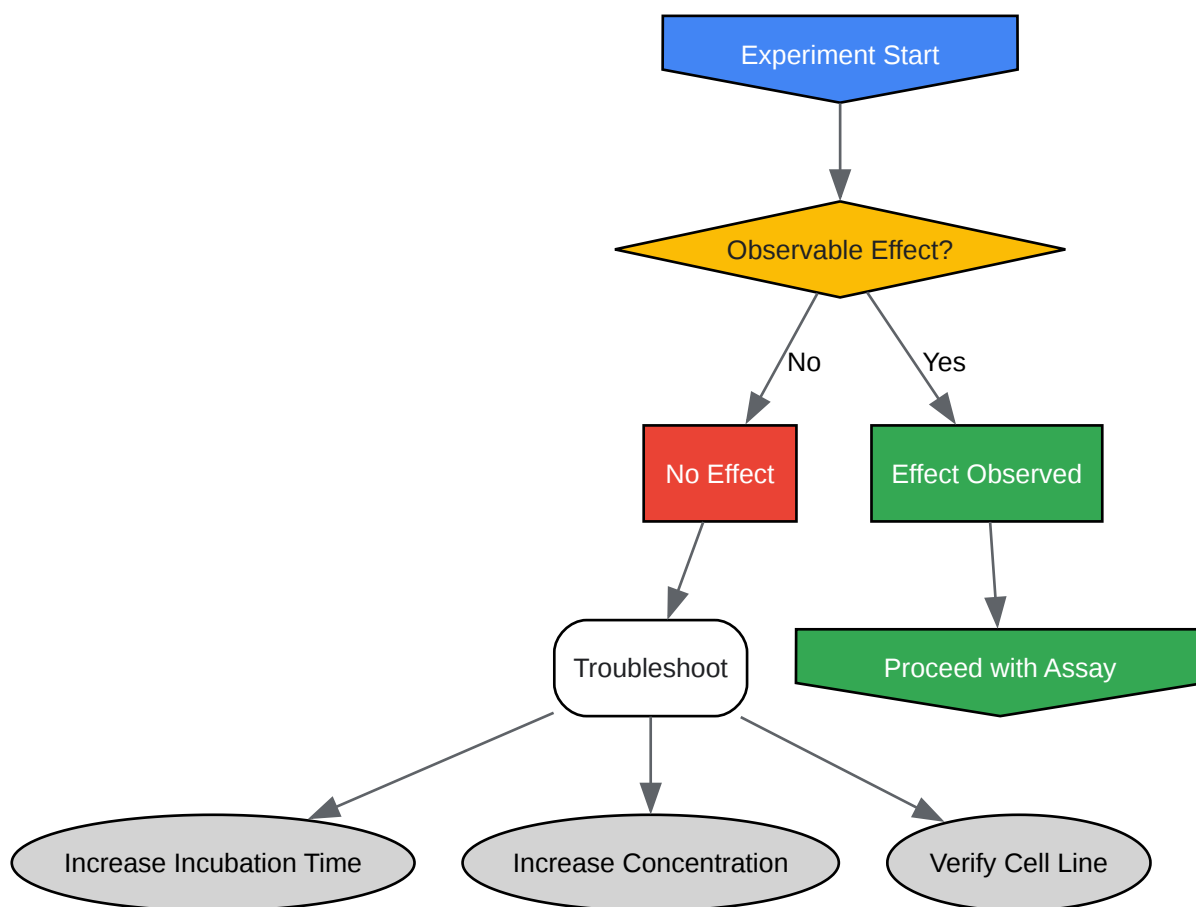 Experiment Start
Observable Effect?
No
Yes
No Effect
Effect Observed
Troubleshoot
Proceed with Assay
Increase Incubation Time
Increase Concentration
Verify Cell Line